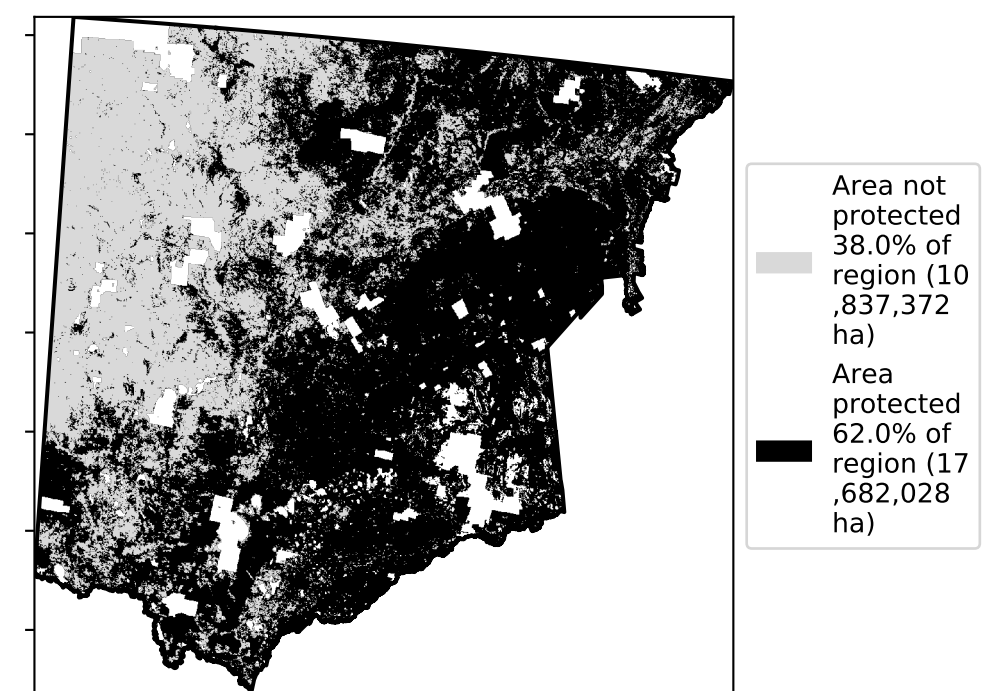 Area not
protected
38.0% of
region (10
,837,372
ha)
Area
protected
62.0% of
region (17
,682,028
ha)